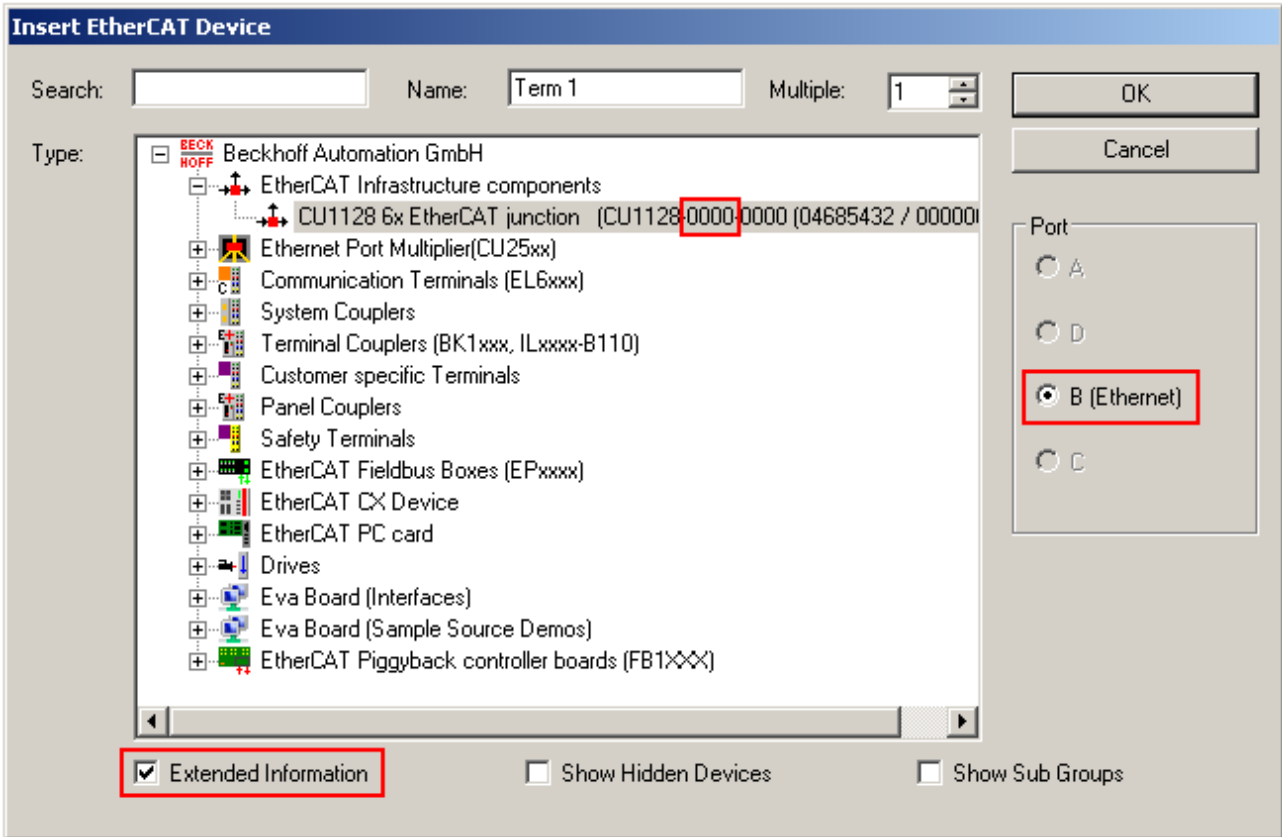 Insert EtherCAT Device
Search: Name: Term 1 Multiple: 1 OK
Cancel
Type:
BECK HOFF Beckhoff Automation GmbH
EtherCAT Infrastructure components
CU1128 6x EtherCAT junction (CU1128-0000-0000 (04685432 / 000000
Ethernet Port Multiplier(CU25xx)
Communication Terminals (EL6xxx)
System Couplers
Terminal Couplers (BK1xxx, ILxxxx-B110)
Customer specific Terminals
Panel Couplers
Safety Terminals
EtherCAT Fieldbus Boxes (EPxxxx)
EtherCAT CX Device
EtherCAT PC card
Drives
Eva Board (Interfaces)
Eva Board (Sample Source Demos)
EtherCAT Piggyback controller boards (FB1XXX)
Port
A
D
B (Ethernet)
C
Extended Information Show Hidden Devices Show Sub Groups